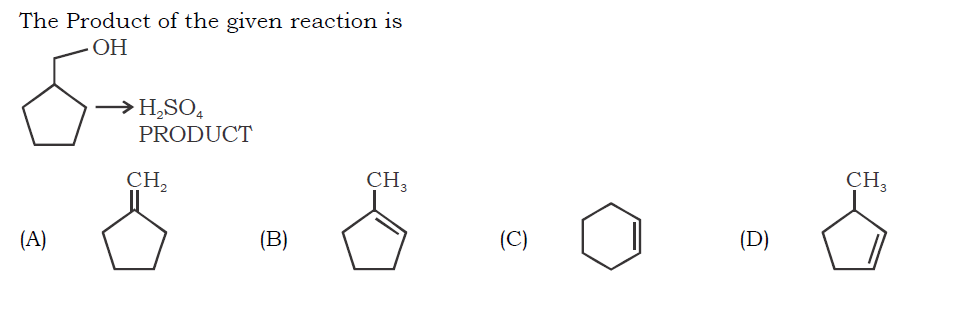 The Product of the given reaction is
OH
H₂SO₄
PRODUCT
CH₂ CH₃ CH₃
(A) (B) (C) (D)